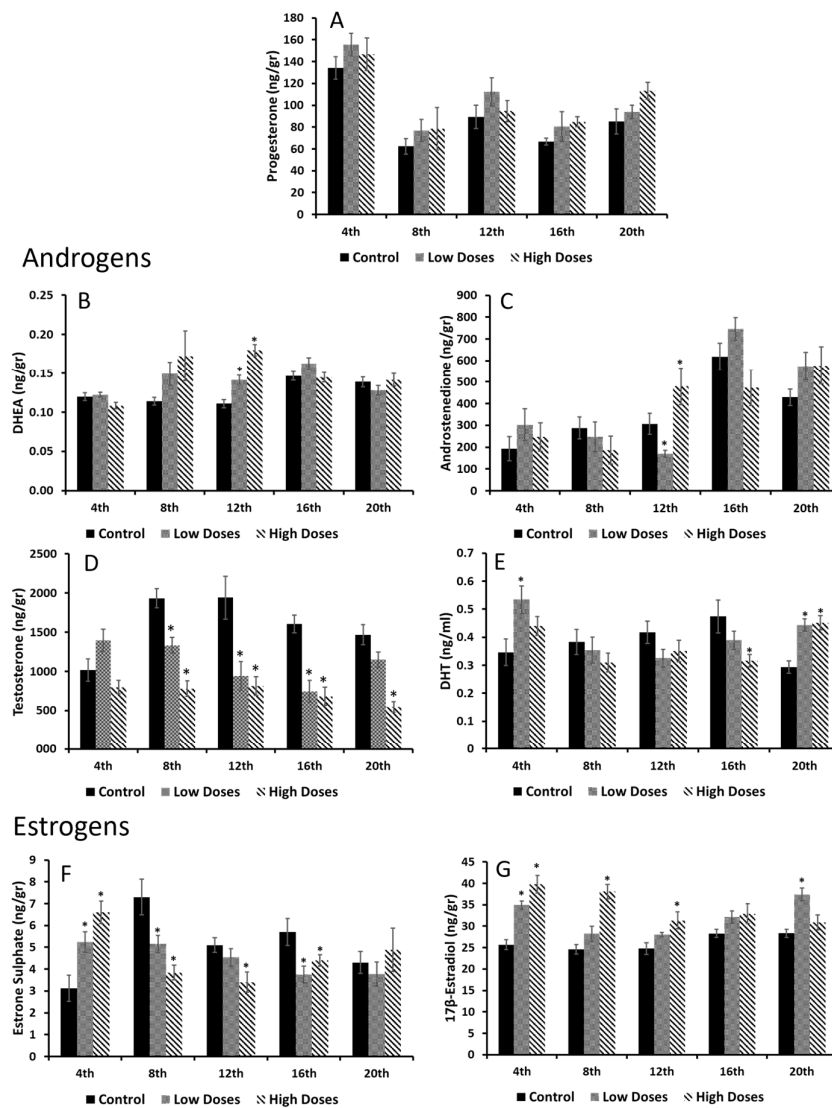 A
Progesterone (ng/gr)
180
160
140
120
100
80
60
40
20
0
4th 8th 12th 16th 20th
Control Low Doses High Doses
Androgens
B
DHEA (ng/gr)
0.25
0.20
0.15
0.10
0.05
0.00
* *
4th 8th 12th 16th 20th
Control Low Doses High Doses
C
Androstenedione (ng/gr)
900
800
700
600
500
400
300
200
100
0
* *
4th 8th 12th 16th 20th
Control Low Doses High Doses
D
Testosterone (ng/gr)
2500
2000
1500
1000
500
000
* * * * * * *
4th 8th 12th 16th 20th
Control Low Doses High Doses
E
DHT (ng/ml)
0.7
0.6
0.5
0.4
0.3
0.2
0.1
0
* * * *
4th 8th 12th 16th 20th
Control Low Doses High Doses
Estrogens
F
Estrone Sulphate (ng/gr)
9
8
7
6
5
4
3
2
1
0
* * * * * * *
4th 8th 12th 16th 20th
Control Low Doses High Doses
G
17β-Estradiol (ng/gr)
45
40
35
30
25
20
15
10
5
0
* * * * *
4th 8th 12th 16th 20th
Control Low Doses High Doses